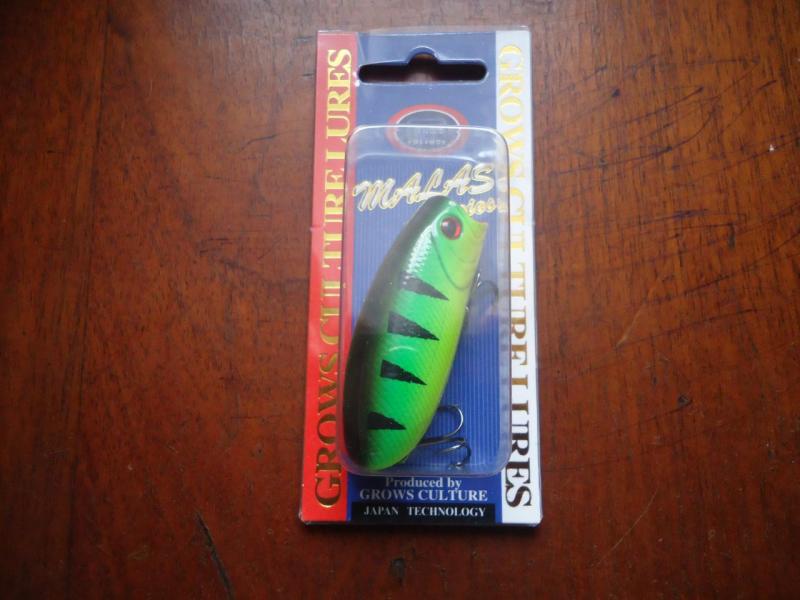 GROWS CULTURE LURES
MALAS
GROWS CULTURE LURES
Produced by
GROWS CULTURE
JAPAN TECHNOLOGY